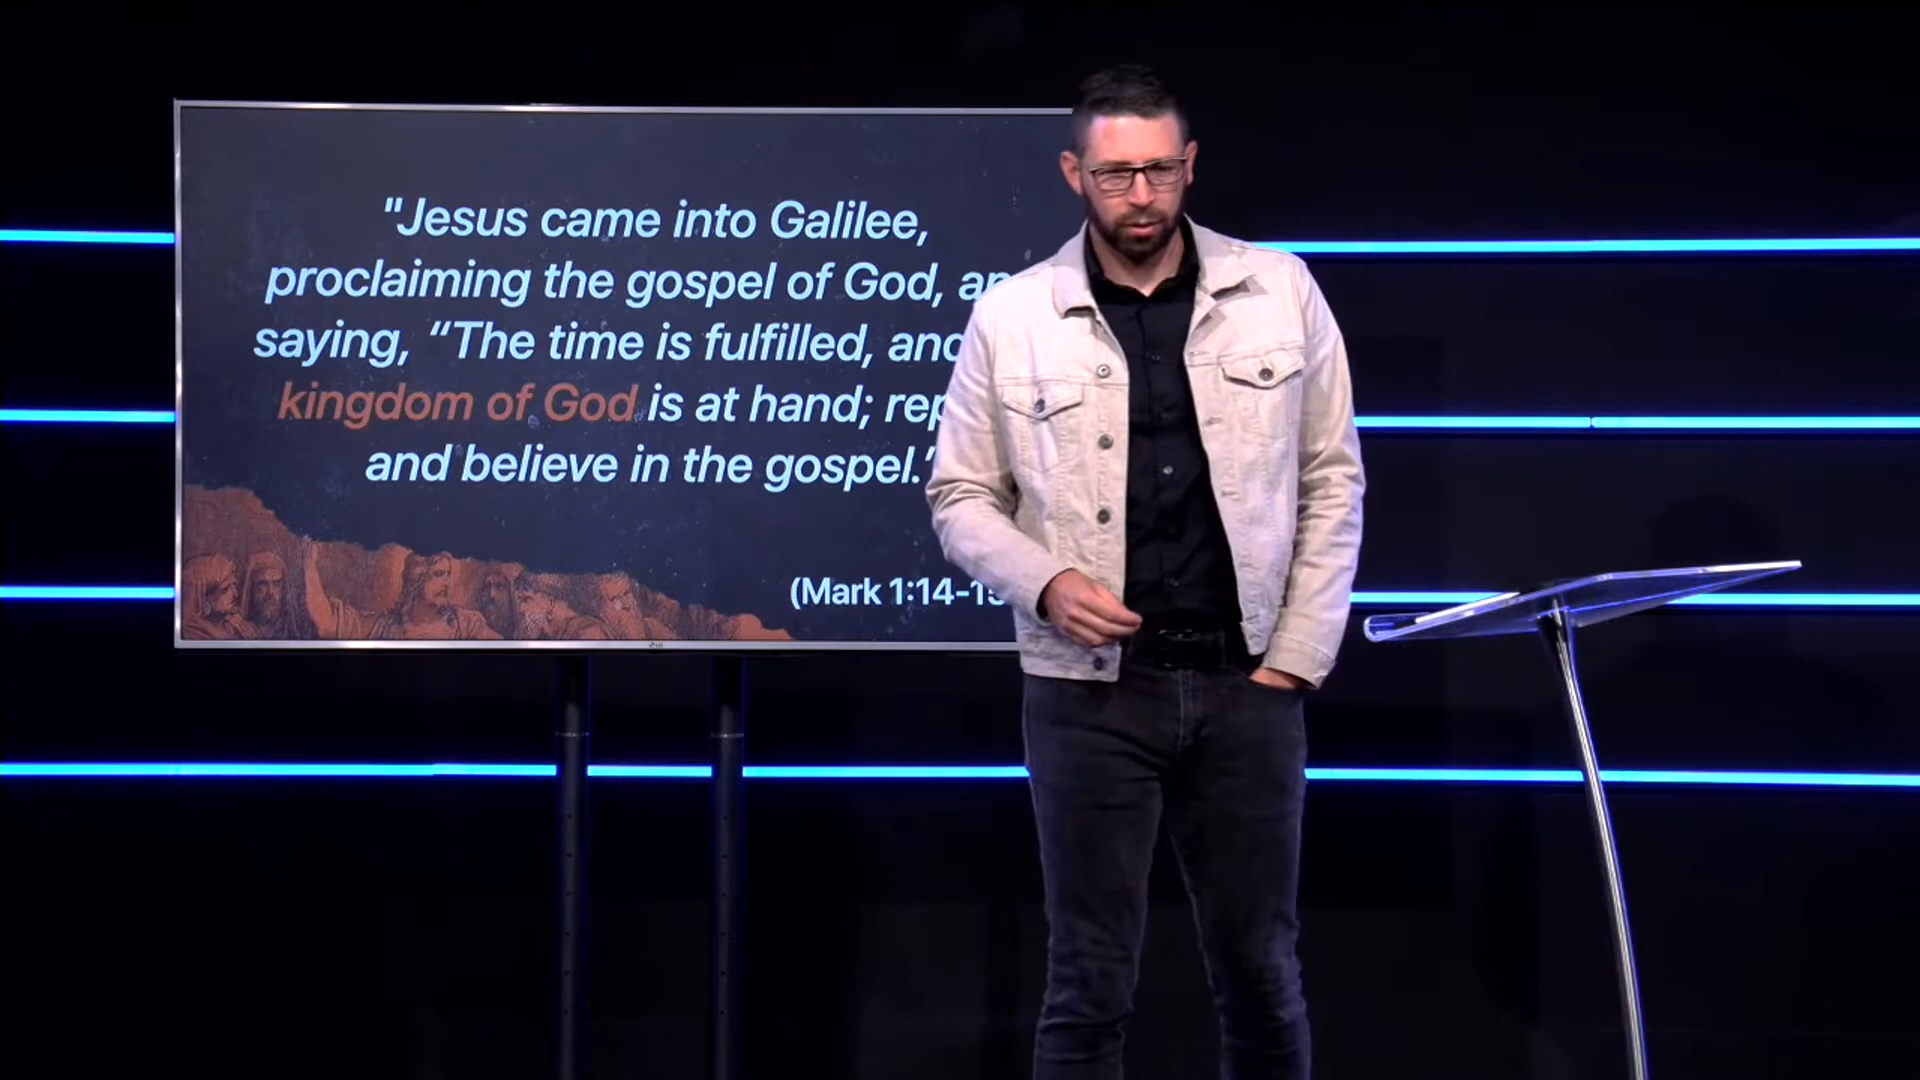 "Jesus came into Galilee,
proclaiming the gospel of God,
saying, “The time is fulfilled,
kingdom of God is at hand;
and believe in the gospel.”
(Mark 1:14-15